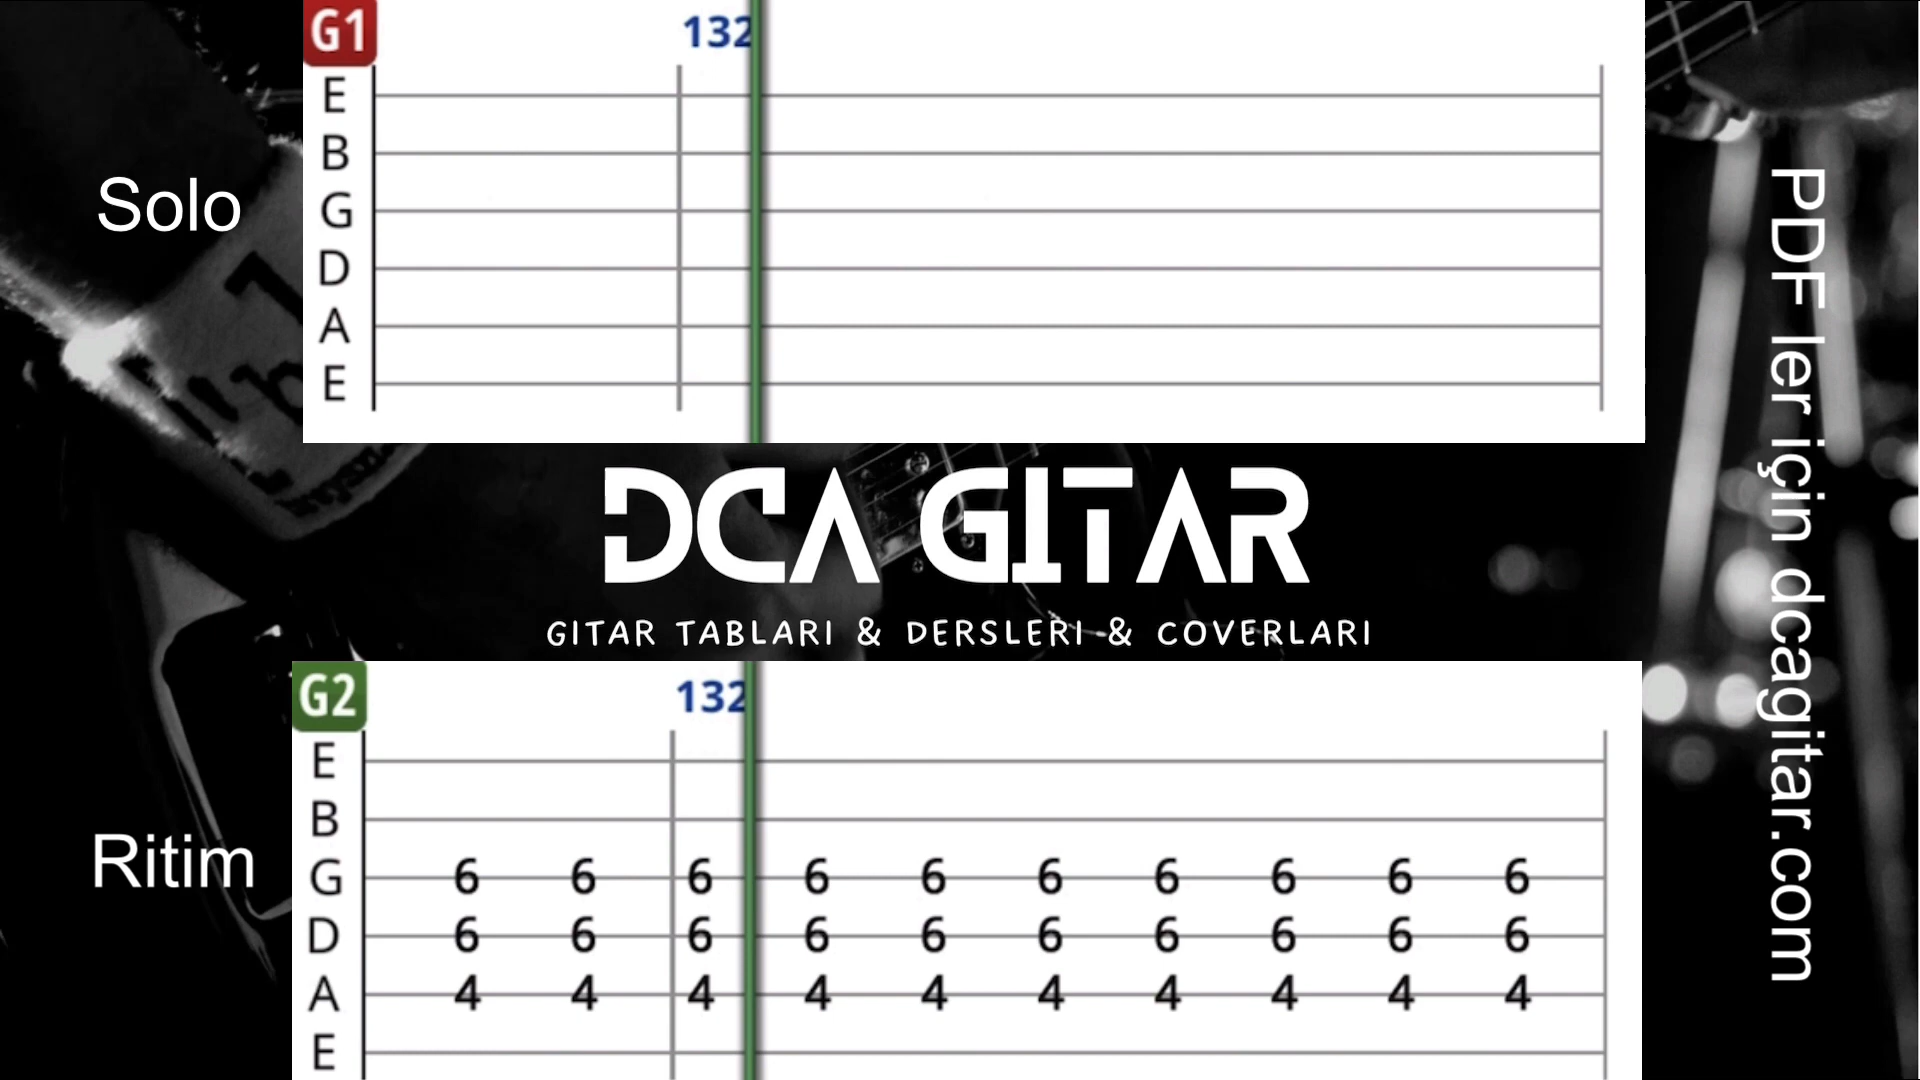 G1
132
E
B
G
D
A
E
Solo
PDF ler için dcagitar.com
DCA GITAR
GITAR TABLARI & DERSLERI & COVERLARI
G2
132
Ritim
E
B
G 6 6 6 6 6 6 6 6 6 6
D 6 6 6 6 6 6 6 6 6 6
A 4 4 4 4 4 4 4 4 4 4
E